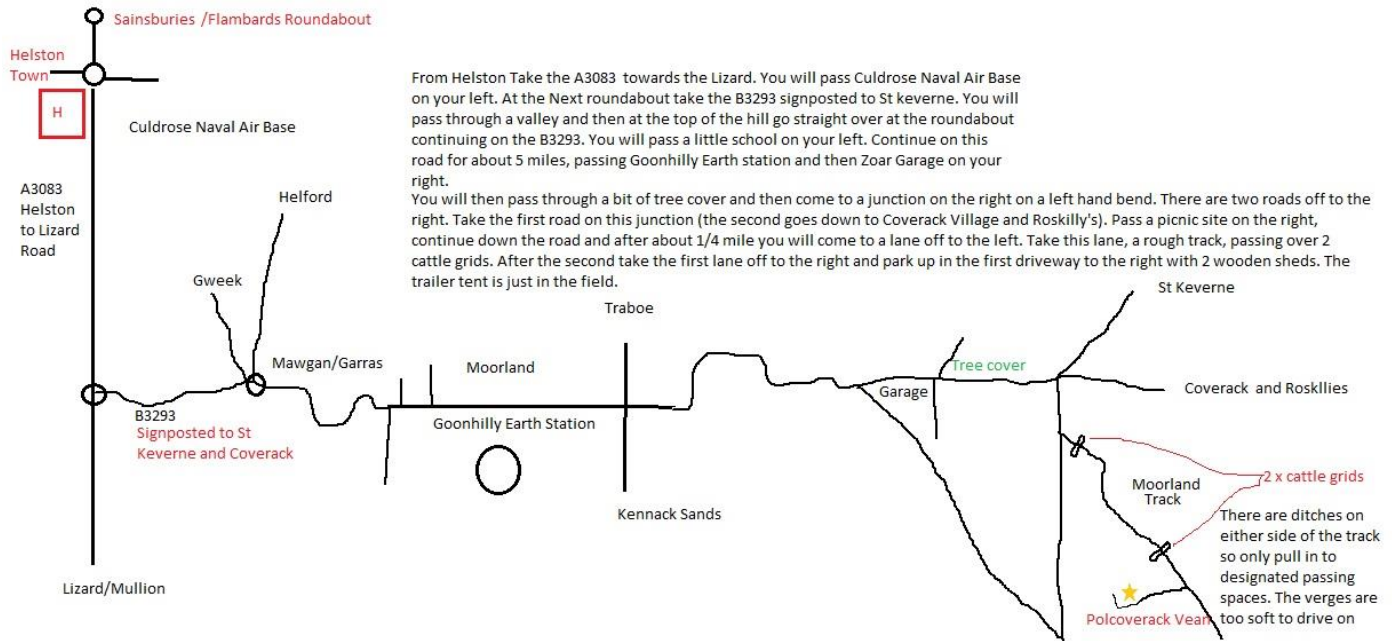 Sainsburies /Flambards Roundabout
Helston
Town
H
Culdrose Naval Air Base
From Helston Take the A3083 towards the Lizard. You will pass Culdrose Naval Air Base
on your left. At the Next roundabout take the B3293 signposted to St keverne. You will
pass through a valley and then at the top of the hill go straight over at the roundabout
continuing on the B3293. You will pass a little school on your left. Continue on this
road for about 5 miles, passing Goonhilly Earth station and then Zoar Garage on your
right.
You will then pass through a bit of tree cover and then come to a junction on the right on a left hand bend. There are two roads off to the
right. Take the first road on this junction (the second goes down to Coverack Village and Roskilly's). Pass a picnic site on the right,
continue down the road and after about 1/4 mile you will come to a lane off to the left. Take this lane, a rough track, passing over 2
cattle grids. After the second take the first lane off to the right and park up in the first driveway to the right with 2 wooden sheds. The
trailer tent is just in the field.
A3083
Helston
to Lizard
Road
Helford
Gweek
Traboe
St Keverne
Mawgan/Garras
Moorland
Tree cover
Garage
Coverack and Roskllies
B3293
Signposted to St
Keverne and Coverack
Goonhilly Earth Station
Kennack Sands
2 x cattle grids
Moorland
Track
There are ditches on
either side of the track
so only pull in to
designated passing
spaces. The verges are
too soft to drive on
Polcoverack Vean
Lizard/Mullion